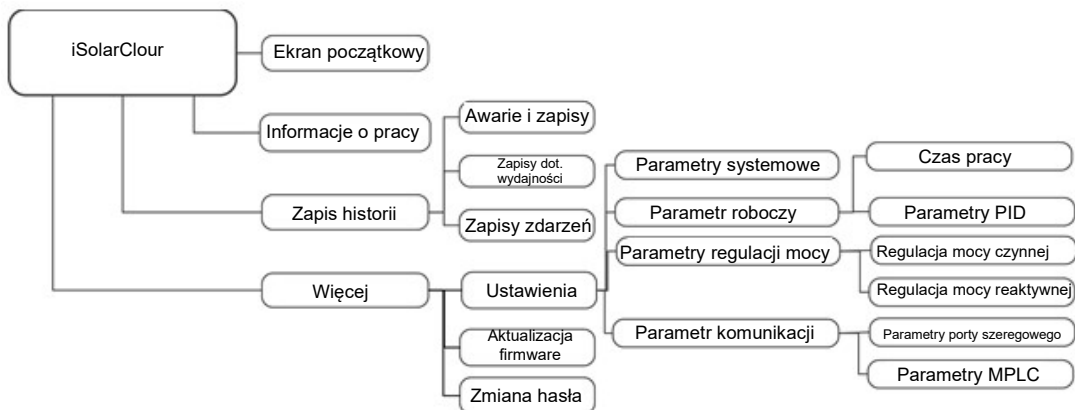 iSolarClour
Ekran początkowy
Informacje o pracy
Zapis historii
Awarie i zapisy
Zapisy dot.
wydajności
Zapisy zdarzeń
Więcej
Ustawienia
Aktualizacja
firmware
Zmiana hasła
Parametry systemowe
Parametr roboczy
Czas pracy
Parametry PID
Parametry regulacji mocy
Regulacja mocy czynnej
Regulacja mocy reaktywnej
Parametr komunikacji
Parametry porty szeregowego
Parametry MPLC